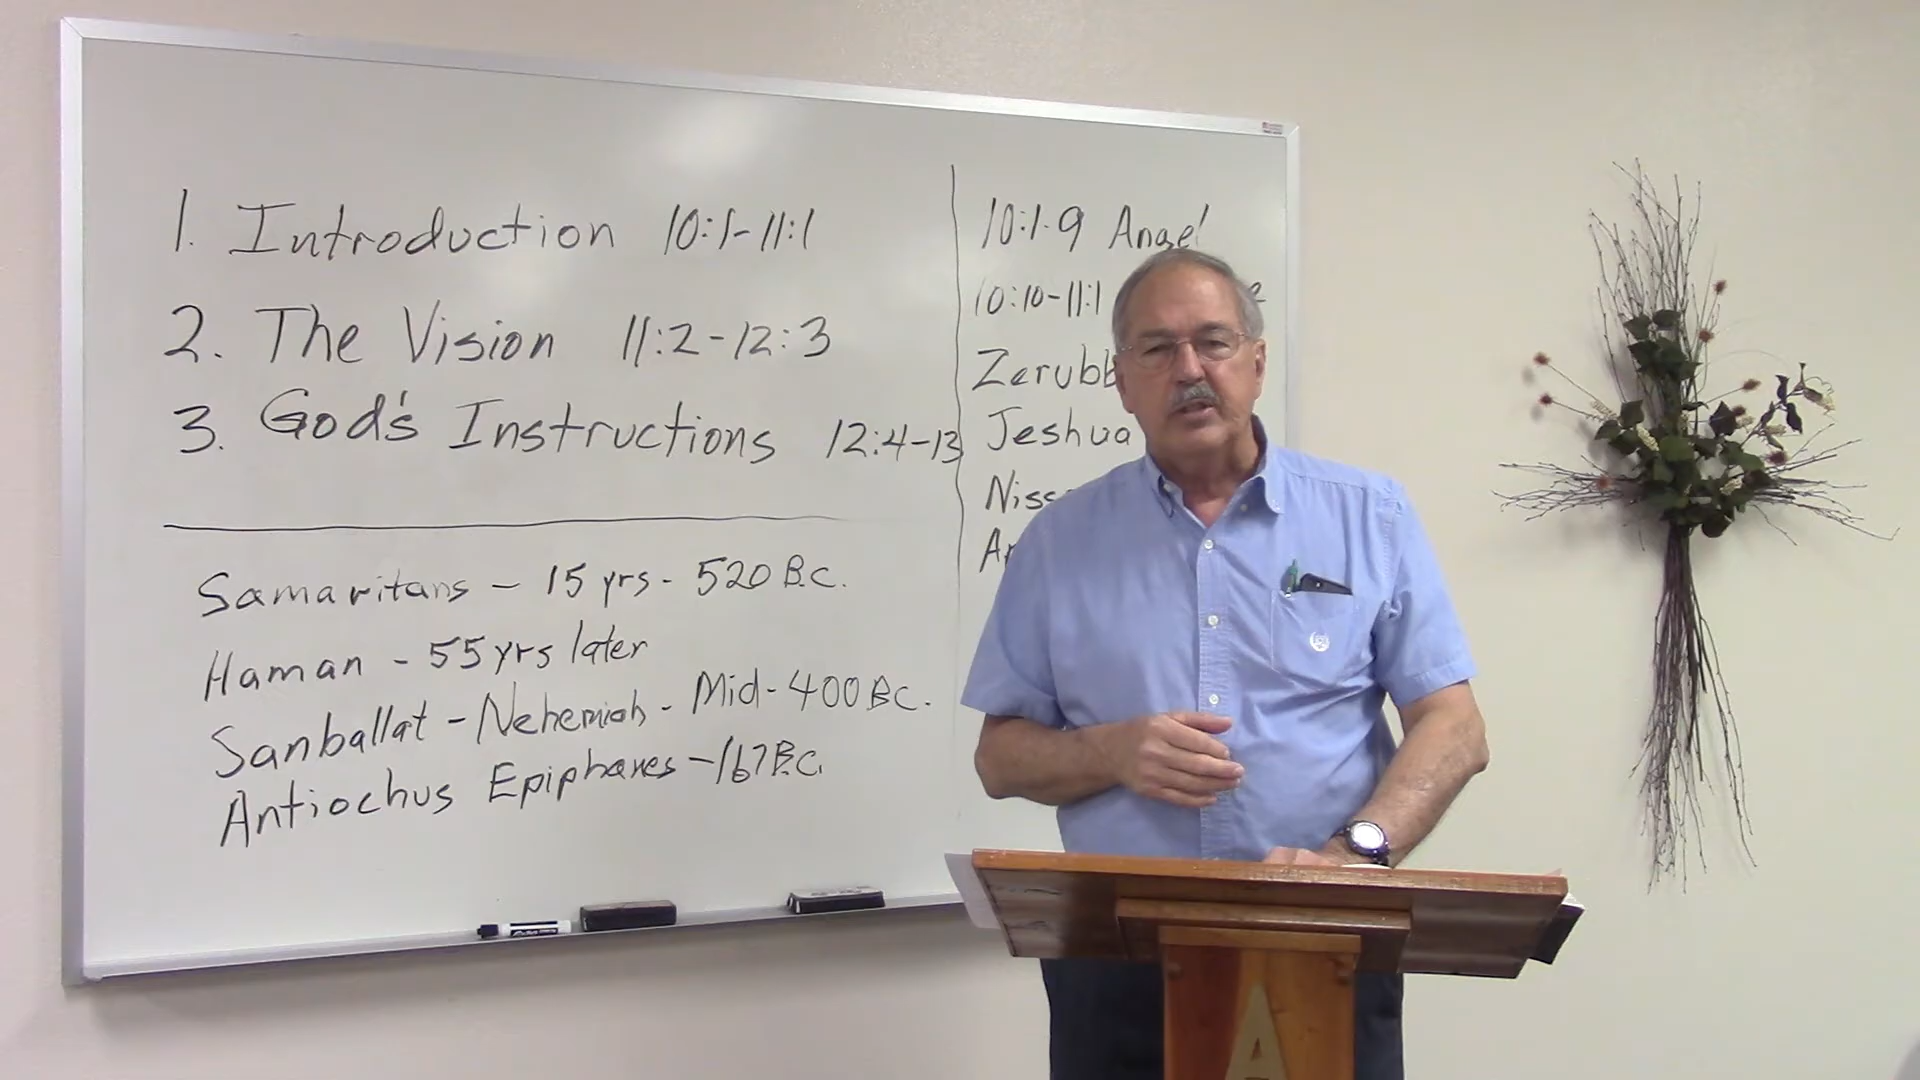 1. Introduction 10:1-11:1
2. The Vision 11:2-12:3
3. God's Instructions 12:4-13
Samaritans - 15 yrs - 520 B.C.
Haman - 55 yrs later
Sanballat - Nehemiah - Mid-400 B.C.
Antiochus Epiphanes - 167 B.C.
10:1-9 Angel
10:10-11:1
Jeshua